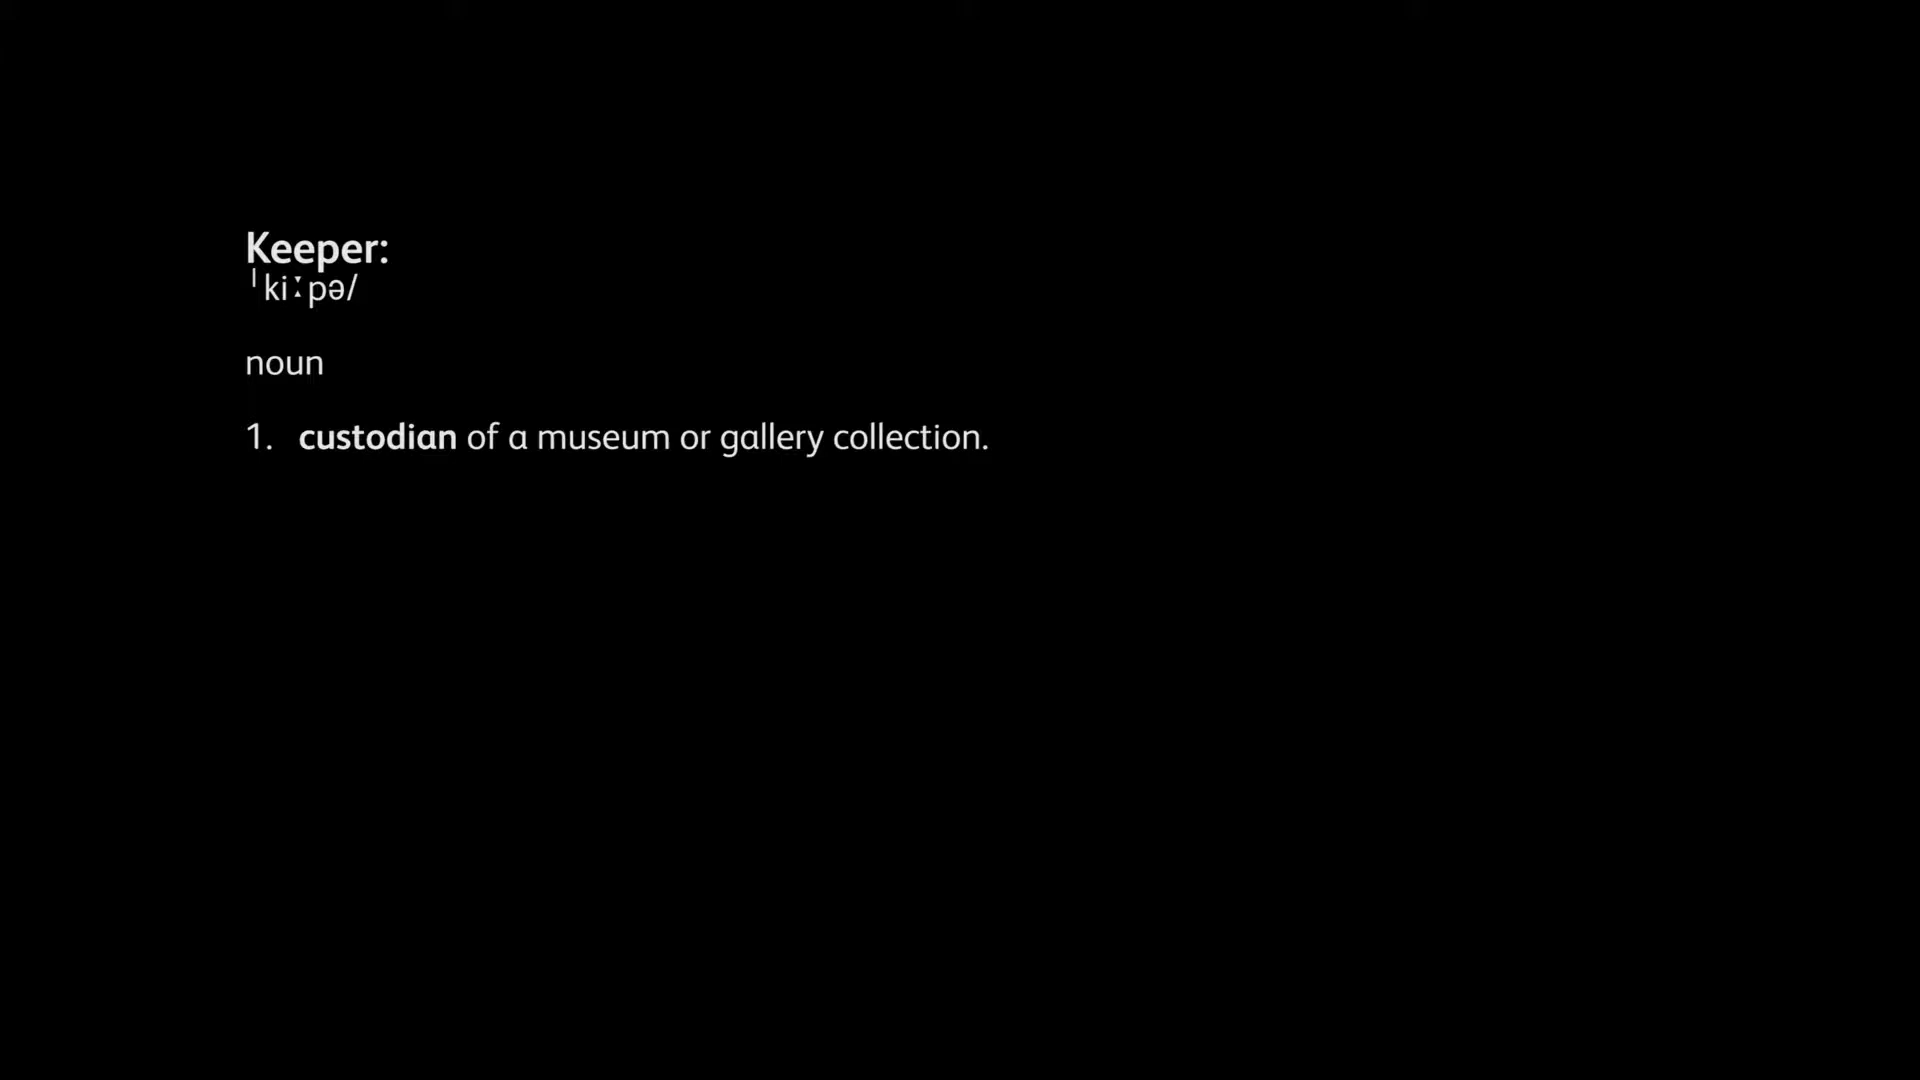 Keeper:
ˈkiːpə/
noun
1. custodian of a museum or gallery collection.